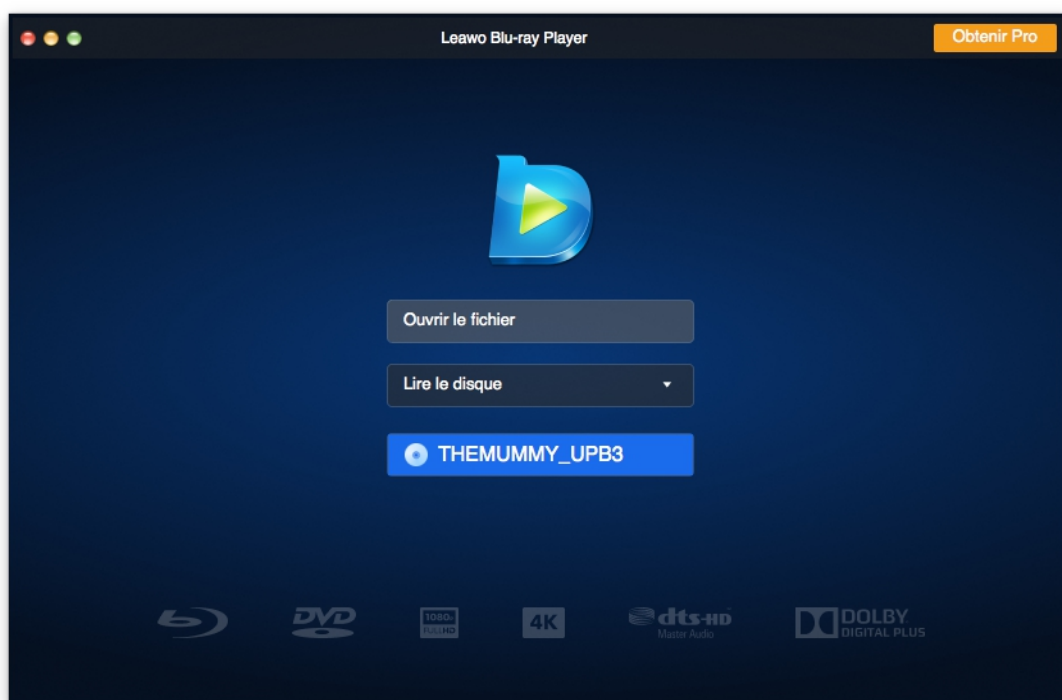 Leawo Blu-ray Player
Obtenir Pro
Ouvrir le fichier
Lire le disque
THEMUMMY_UPB3
DVD
1080p
FULL HD
4K
dts-HD
Master Audio
DOLBY
DIGITAL PLUS